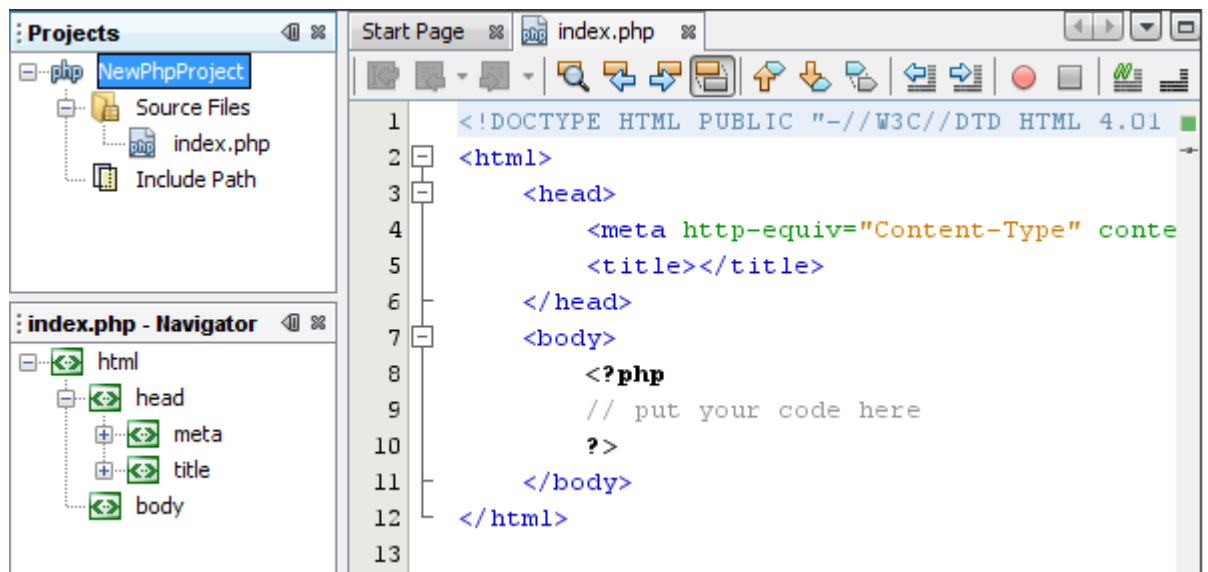 Projects
php NewPhpProject
Source Files
php index.php
Include Path
index.php - Navigator
html
head
meta
title
body
Start Page php index.php
1 <!DOCTYPE HTML PUBLIC "-//W3C//DTD HTML 4.01
2 <html>
3 <head>
4 <meta http-equiv="Content-Type" conte
5 <title></title>
6 </head>
7 <body>
8 <?php
9 // put your code here
10 ?>
11 </body>
12 </html>
13